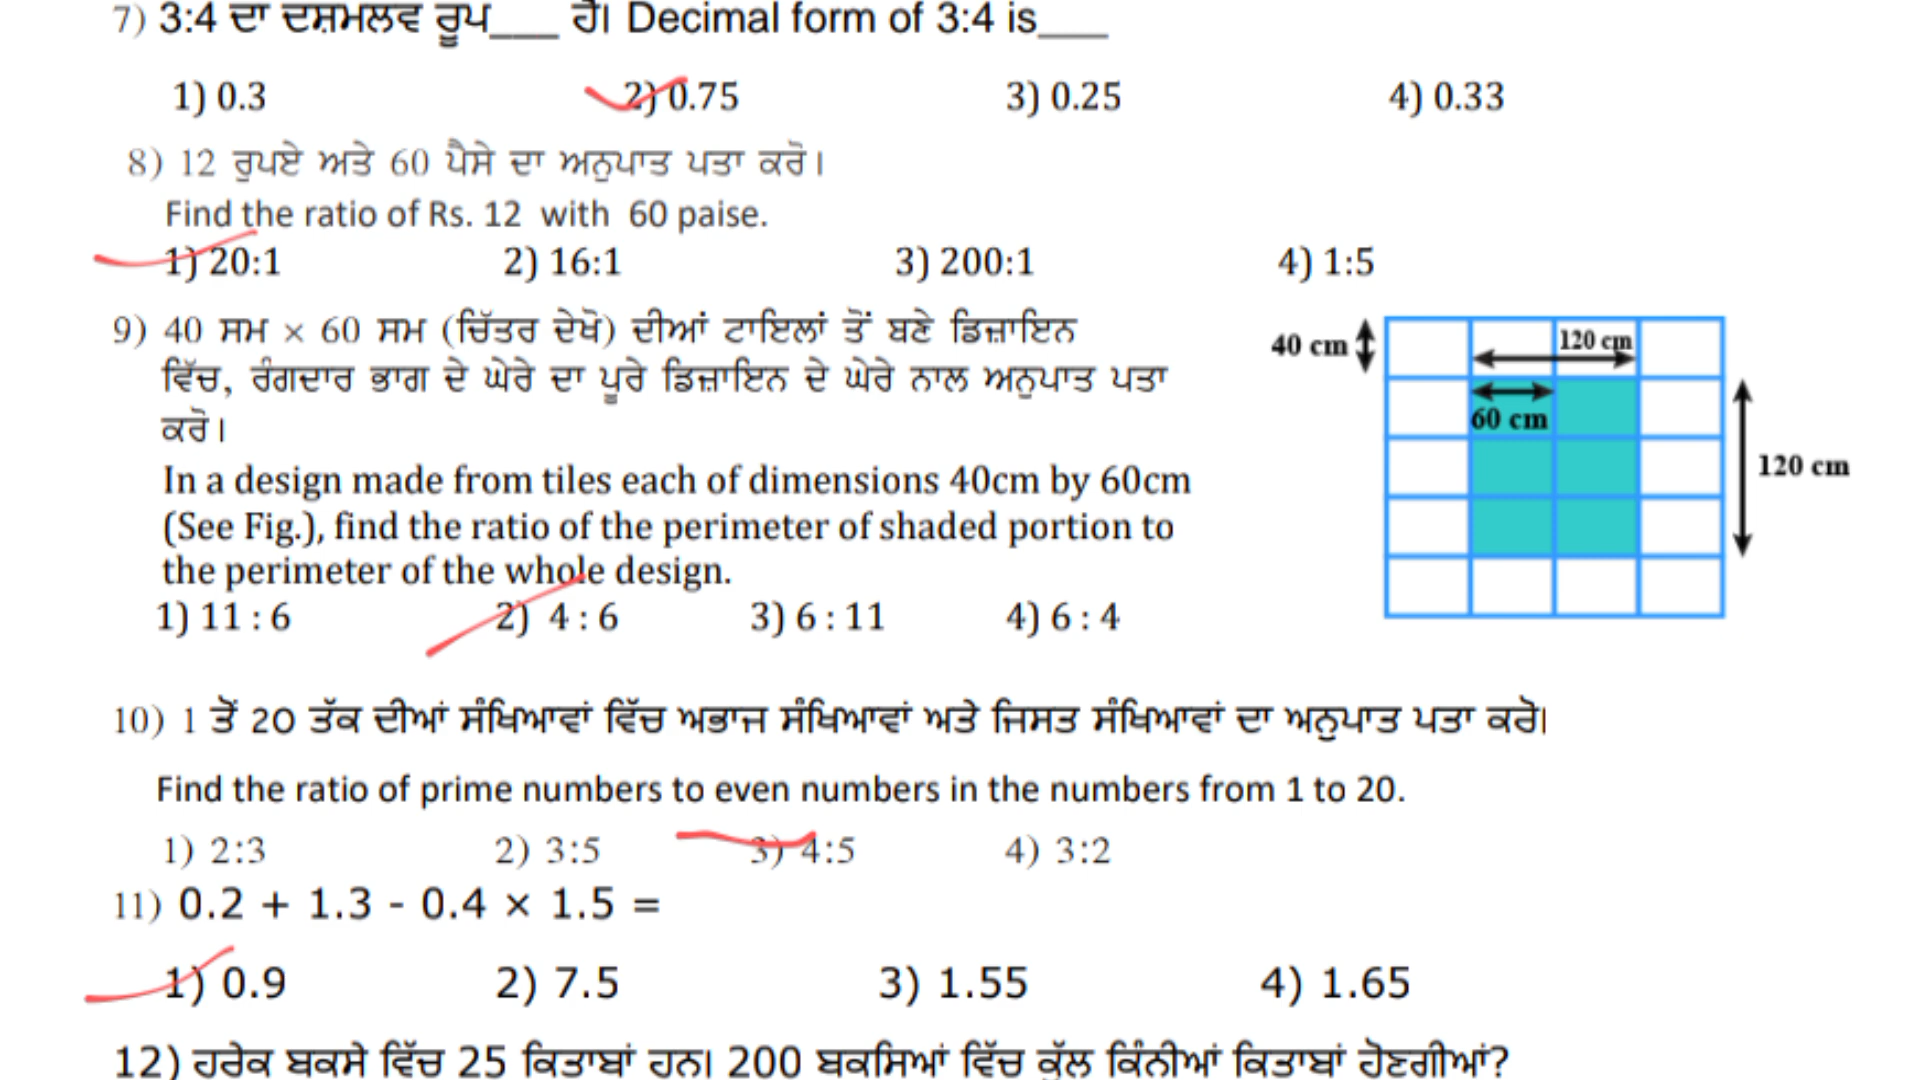 7) 3:4 ਦਾ ਦਸ਼ਮਲਵ ਰੂਪ___ ਹੈ। Decimal form of 3:4 is___
1) 0.3 2) 0.75 3) 0.25 4) 0.33
8) 12 ਰੁਪਏ ਅਤੇ 60 ਪੈਸੇ ਦਾ ਅਨੁਪਾਤ ਪਤਾ ਕਰੋ।
Find the ratio of Rs. 12 with 60 paise.
1) 20:1 2) 16:1 3) 200:1 4) 1:5
9) 40 ਸਮ × 60 ਸਮ (ਚਿੱਤਰ ਦੇਖੋ) ਦੀਆਂ ਟਾਇਲਾਂ ਤੋਂ ਬਣੇ ਡਿਜ਼ਾਇਨ
ਵਿੱਚ, ਰੰਗਦਾਰ ਭਾਗ ਦੇ ਘੇਰੇ ਦਾ ਪੂਰੇ ਡਿਜ਼ਾਇਨ ਦੇ ਘੇਰੇ ਨਾਲ ਅਨੁਪਾਤ ਪਤਾ
ਕਰੋ।
In a design made from tiles each of dimensions 40cm by 60cm
(See Fig.), find the ratio of the perimeter of shaded portion to
the perimeter of the whole design.
1) 11 : 6 2) 4 : 6 3) 6 : 11 4) 6 : 4
40 cm
120 cm
60 cm
120 cm
10) 1 ਤੋਂ 20 ਤੱਕ ਦੀਆਂ ਸੰਖਿਆਵਾਂ ਵਿੱਚ ਅਭਾਜ ਸੰਖਿਆਵਾਂ ਅਤੇ ਜਿਸਤ ਸੰਖਿਆਵਾਂ ਦਾ ਅਨੁਪਾਤ ਪਤਾ ਕਰੋ।
Find the ratio of prime numbers to even numbers in the numbers from 1 to 20.
1) 2:3 2) 3:5 3) 4:5 4) 3:2
11) 0.2 + 1.3 - 0.4 × 1.5 =
1) 0.9 2) 7.5 3) 1.55 4) 1.65
12) ਹਰੇਕ ਬਕਸੇ ਵਿੱਚ 25 ਕਿਤਾਬਾਂ ਹਨ। 200 ਬਕਸਿਆਂ ਵਿੱਚ ਕੁੱਲ ਕਿੰਨੀਆਂ ਕਿਤਾਬਾਂ ਹੋਣਗੀਆਂ?